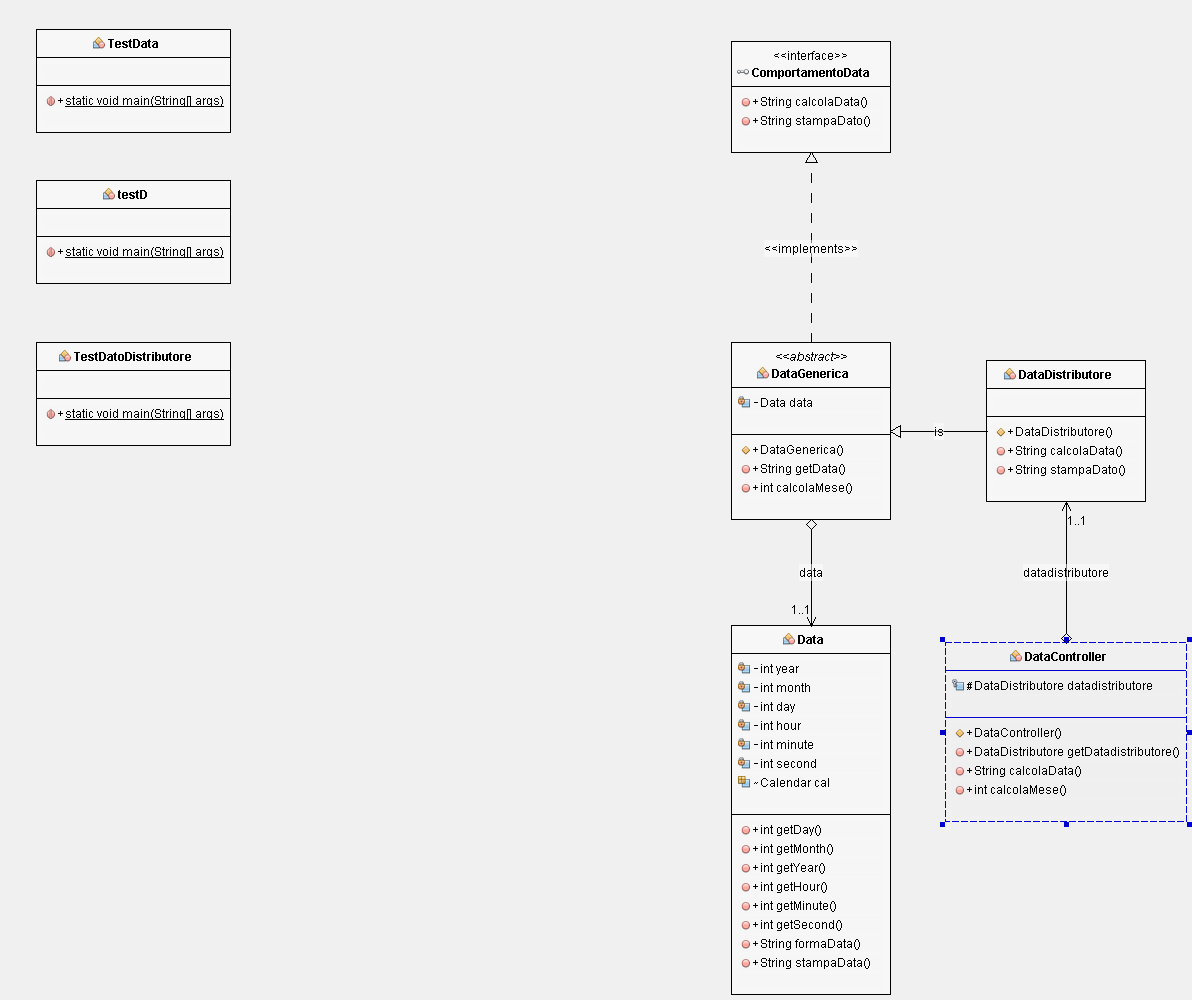 TestData
+static void main(String[] args)
testD
+static void main(String[] args)
TestDatoDistributore
+static void main(String[] args)
<<interface>>
ComportamentoData
+String calcolaData()
+String stampaDato()
<<implements>>
<<abstract>>
DataGenerica
-Data data
+DataGenerica()
+String getData()
+int calcolaMese()
is
DataDistributore
+DataDistributore()
+String calcolaData()
+String stampaDato()
1..1
datadistributore
data
1..1
Data
-int year
-int month
-int day
-int hour
-int minute
-int second
~Calendar cal
+int getDay()
+int getMonth()
+int getYear()
+int getHour()
+int getMinute()
+int getSecond()
+String formaData()
+String stampaData()
DataController
#DataDistributore datadistributore
+DataController()
+DataDistributore getDatadistributore()
+String calcolaData()
+int calcolaMese()